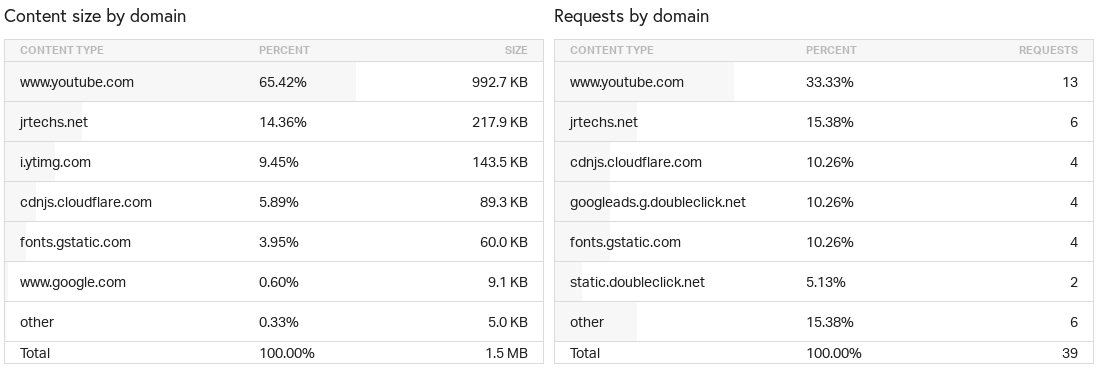 Content size by domain
CONTENT TYPE PERCENT SIZE
www.youtube.com 65.42% 992.7 KB
jrtechs.net 14.36% 217.9 KB
i.ytimg.com 9.45% 143.5 KB
cdnjs.cloudflare.com 5.89% 89.3 KB
fonts.gstatic.com 3.95% 60.0 KB
www.google.com 0.60% 9.1 KB
other 0.33% 5.0 KB
Total 100.00% 1.5 MB
Requests by domain
CONTENT TYPE PERCENT REQUESTS
www.youtube.com 33.33% 13
jrtechs.net 15.38% 6
cdnjs.cloudflare.com 10.26% 4
googleads.g.doubleclick.net 10.26% 4
fonts.gstatic.com 10.26% 4
static.doubleclick.net 5.13% 2
other 15.38% 6
Total 100.00% 39